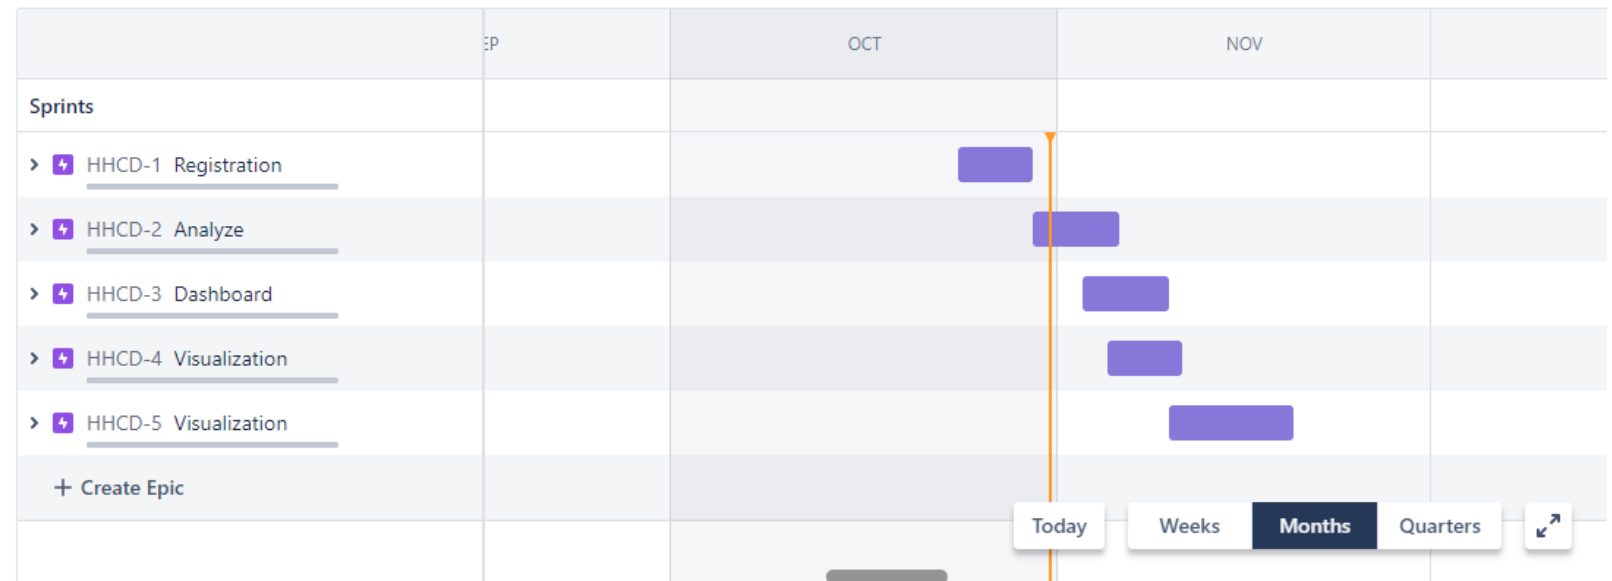 EP OCT NOV
Sprints
HHCD-1 Registration
HHCD-2 Analyze
HHCD-3 Dashboard
HHCD-4 Visualization
HHCD-5 Visualization
+ Create Epic
Today Weeks Months Quarters